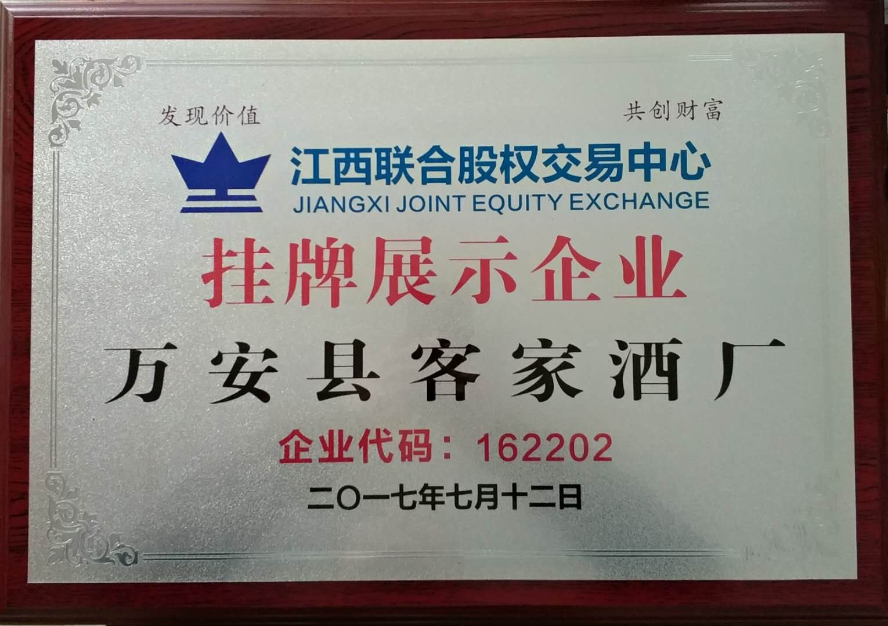 发现价值 共创财富
江西联合股权交易中心
JIANGXI JOINT EQUITY EXCHANGE
挂牌展示企业
万安县客家酒厂
企业代码：162202
二〇一七年七月十二日